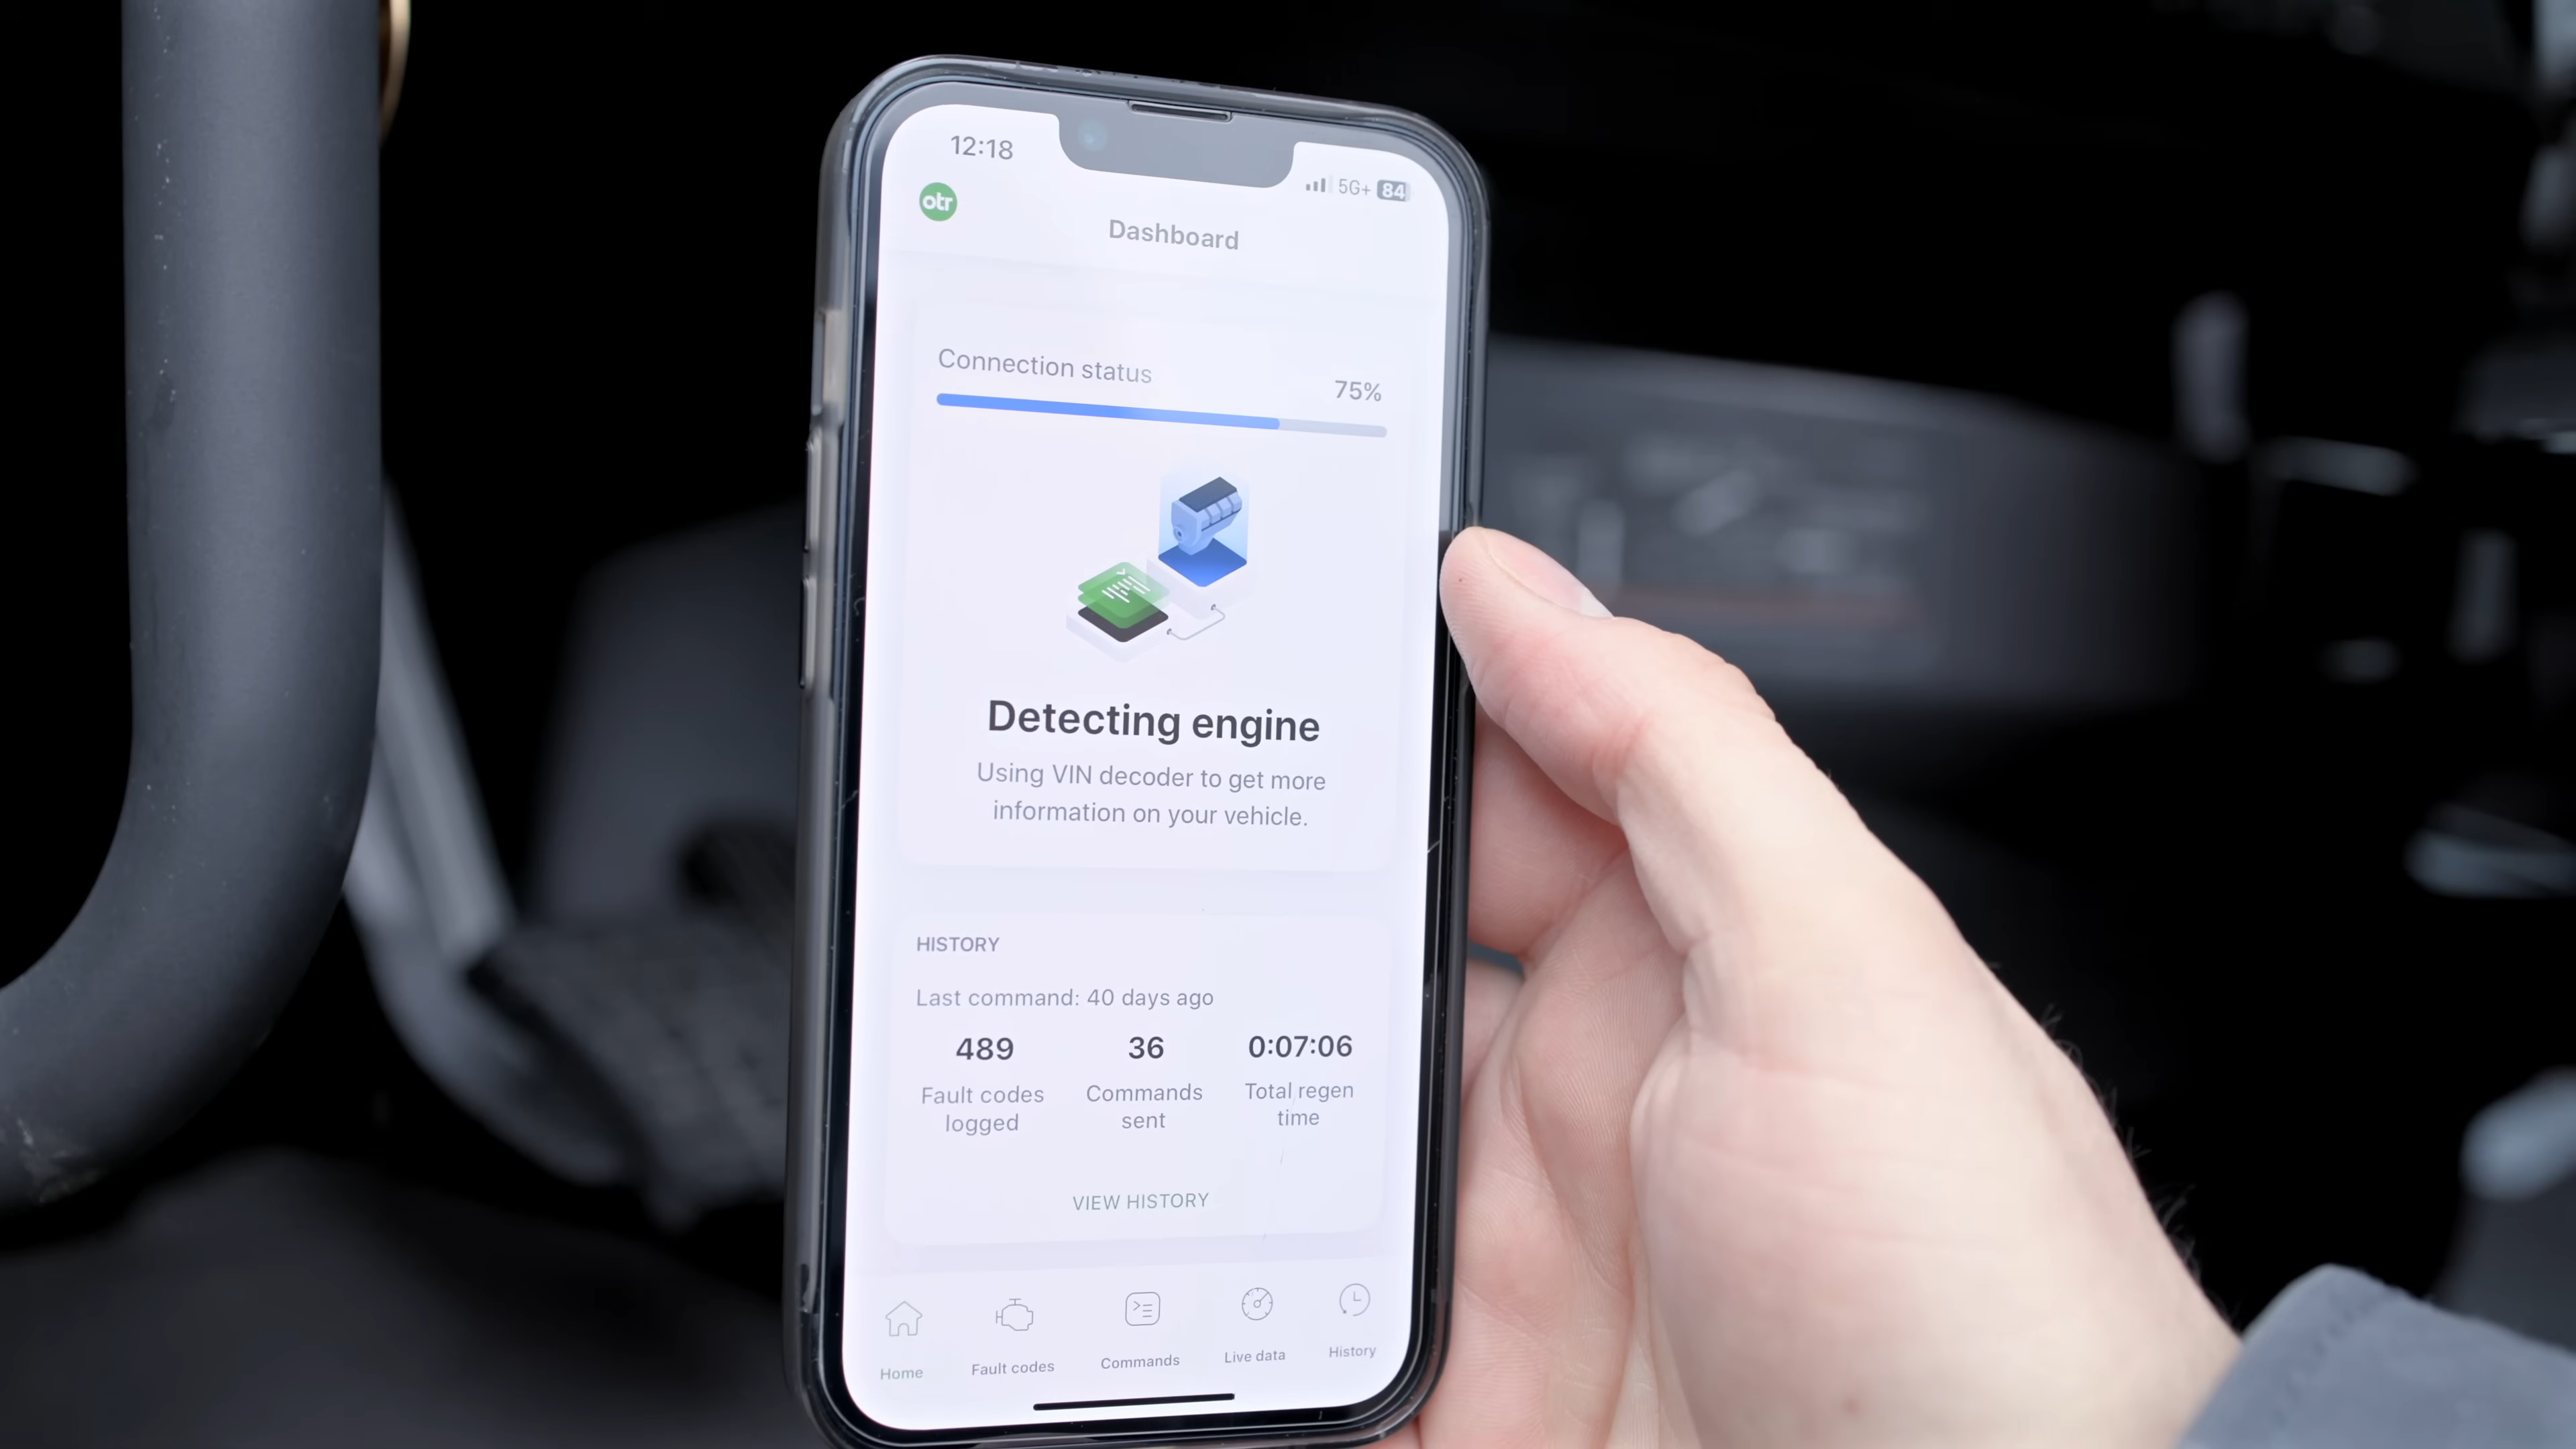 12:18
5G+ 84
otr
Dashboard
Connection status
75%
Detecting engine
Using VIN decoder to get more
information on your vehicle.
HISTORY
Last command: 40 days ago
489 36 0:07:06
Fault codes Commands Total regen
logged sent time
VIEW HISTORY
Home Fault codes Commands Live data History